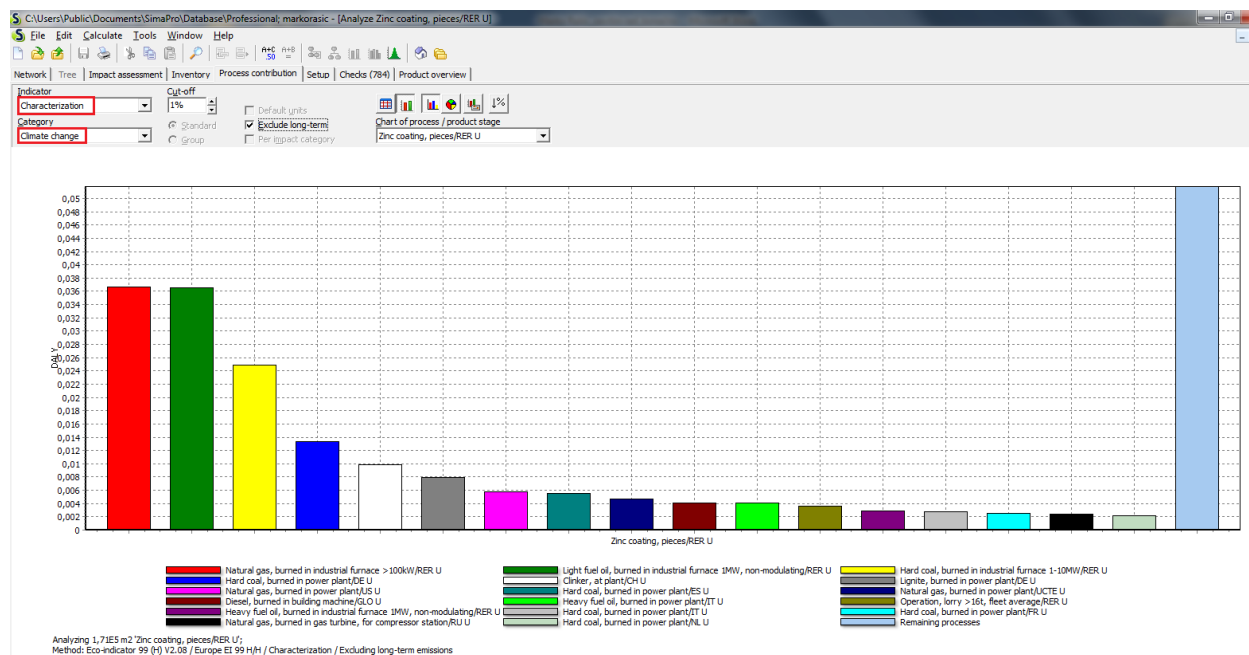 C:\Users\Public\Documents\SimaPro\Database\Professional; markorasic - [Analyze Zinc coating, pieces/RER U]
File Edit Calculate Tools Window Help
Network Tree Impact assessment Inventory Process contribution Setup Checks (784) Product overview
Indicator Cut-off
Characterization 1% Default units
Category Standard Exclude long-term Chart of process / product stage
Climate change Group Per impact category Zinc coating, pieces/RER U
0,05
0,048
0,046
0,044
0,042
0,04
0,038
0,036
0,034
0,032
0,03
0,028
0,026
DALY
0,024
0,022
0,02
0,018
0,016
0,014
0,012
0,01
0,008
0,006
0,004
0,002
0
Zinc coating, pieces/RER U
Natural gas, burned in industrial furnace >100kW/RER U Light fuel oil, burned in industrial furnace 1MW, non-modulating/RER U Hard coal, burned in industrial furnace 1-10MW/RER U
Hard coal, burned in power plant/DE U Clinker, at plant/CH U Lignite, burned in power plant/DE U
Natural gas, burned in power plant/US U Hard coal, burned in power plant/ES U Natural gas, burned in power plant/UCTE U
Diesel, burned in building machine/GLO U Heavy fuel oil, burned in power plant/IT U Operation, lorry >16t, fleet average/RER U
Heavy fuel oil, burned in industrial furnace 1MW, non-modulating/RER U Hard coal, burned in power plant/IT U Hard coal, burned in power plant/FR U
Natural gas, burned in gas turbine, for compressor station/RU U Hard coal, burned in power plant/NL U Remaining processes
Analyzing 1,71E5 m2 'Zinc coating, pieces/RER U';
Method: Eco-indicator 99 (H) V2.08 / Europe EI 99 H/H / Characterization / Excluding long-term emissions